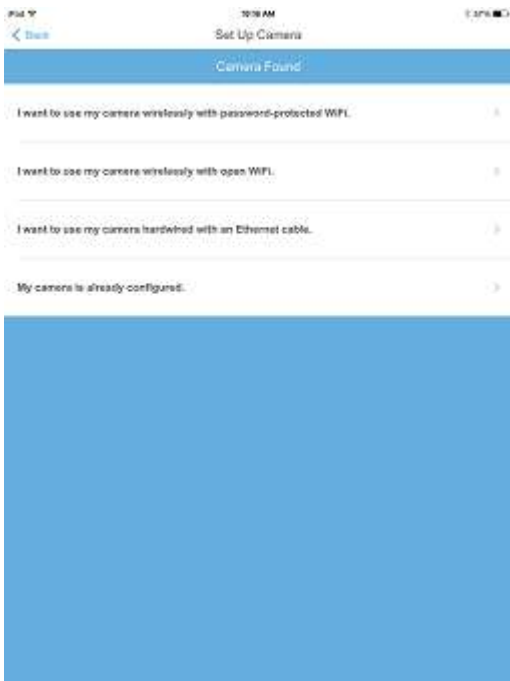 iPad 10:16 AM 37%
Back Set Up Camera
Camera Found
I want to use my camera wirelessly with password-protected WiFi.
I want to use my camera wirelessly with open WiFi.
I want to use my camera hardwired with an Ethernet cable.
My camera is already configured.